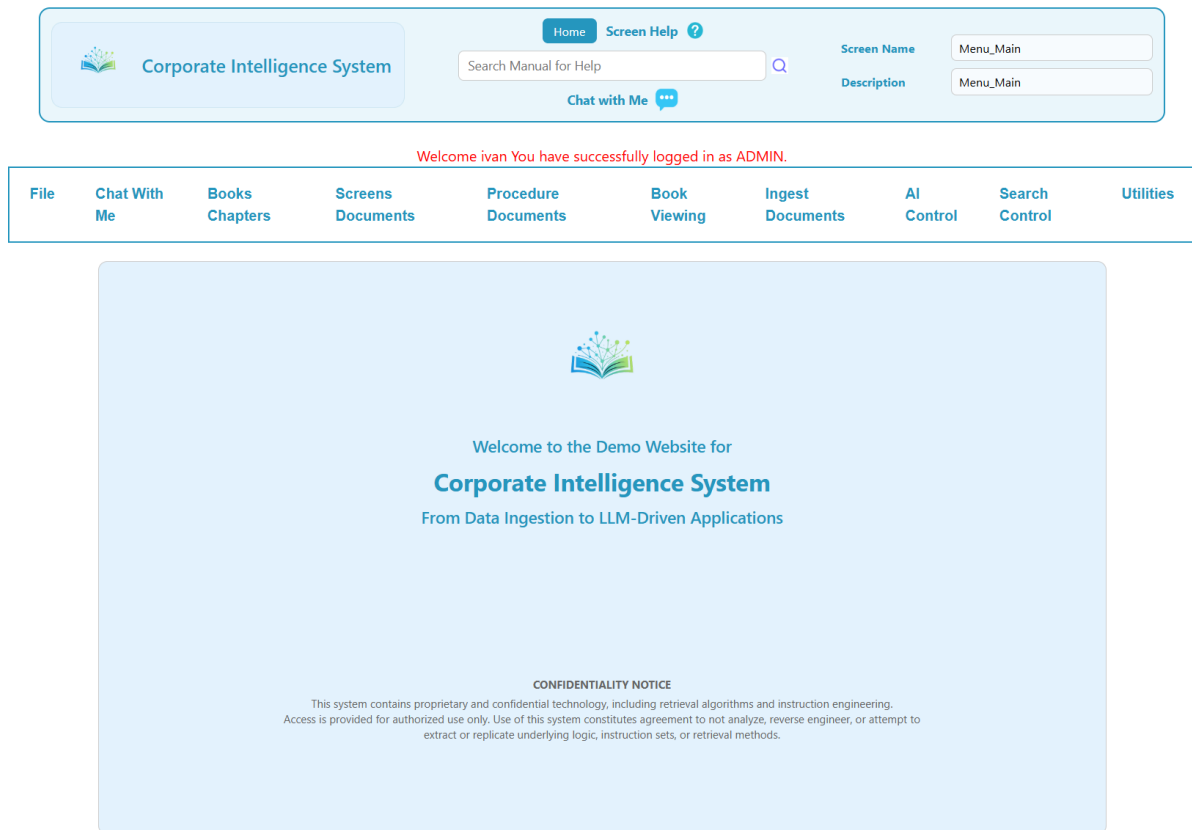 Home Screen Help ?
Corporate Intelligence System
Search Manual for Help
Chat with Me
Screen Name Menu_Main
Description Menu_Main
Welcome ivan You have successfully logged in as ADMIN.
File
Chat With
Me
Books
Chapters
Screens
Documents
Procedure
Documents
Book
Viewing
Ingest
Documents
AI
Control
Search
Control
Utilities
Welcome to the Demo Website for
Corporate Intelligence System
From Data Ingestion to LLM-Driven Applications
CONFIDENTIALITY NOTICE
This system contains proprietary and confidential technology, including retrieval algorithms and instruction engineering.
Access is provided for authorized use only. Use of this system constitutes agreement to not analyze, reverse engineer, or attempt to
extract or replicate underlying logic, instruction sets, or retrieval methods.